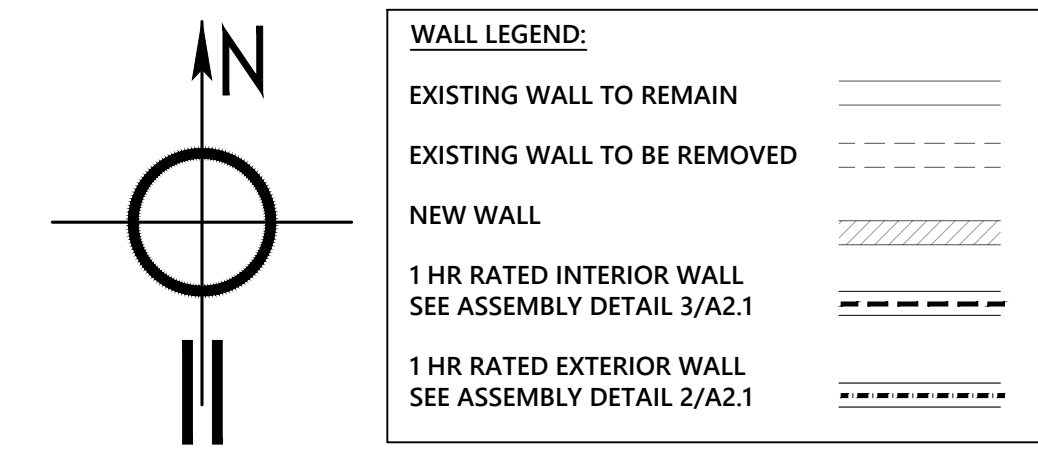 N
WALL LEGEND:
EXISTING WALL TO REMAIN
EXISTING WALL TO BE REMOVED
NEW WALL
1 HR RATED INTERIOR WALL
SEE ASSEMBLY DETAIL 3/A2.1
1 HR RATED EXTERIOR WALL
SEE ASSEMBLY DETAIL 2/A2.1